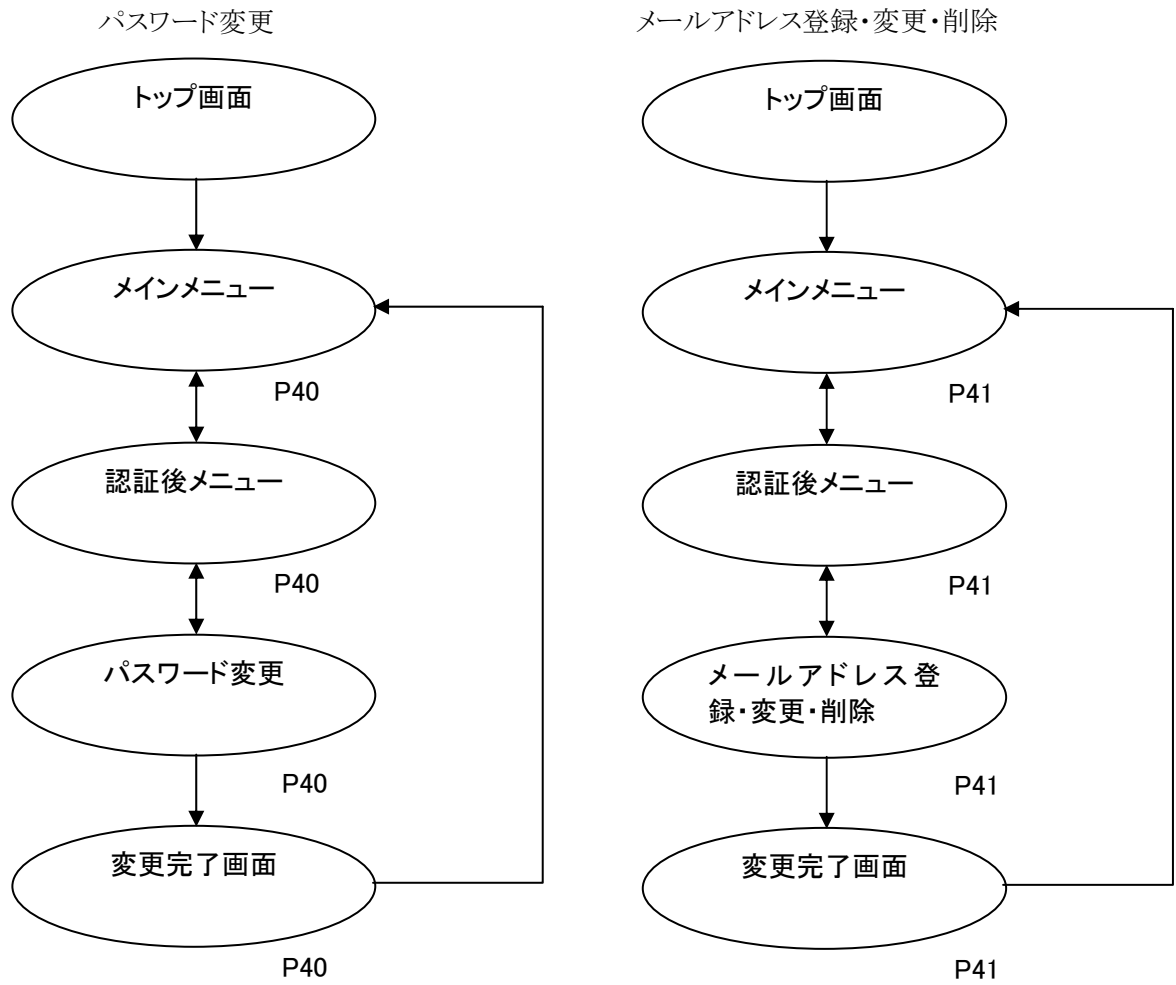 パスワード変更
トップ画面
メインメニュー
P40
認証後メニュー
P40
パスワード変更
P40
変更完了画面
P40
メールアドレス登録・変更・削除
トップ画面
メインメニュー
P41
認証後メニュー
P41
メールアドレス登
録・変更・削除
P41
変更完了画面
P41